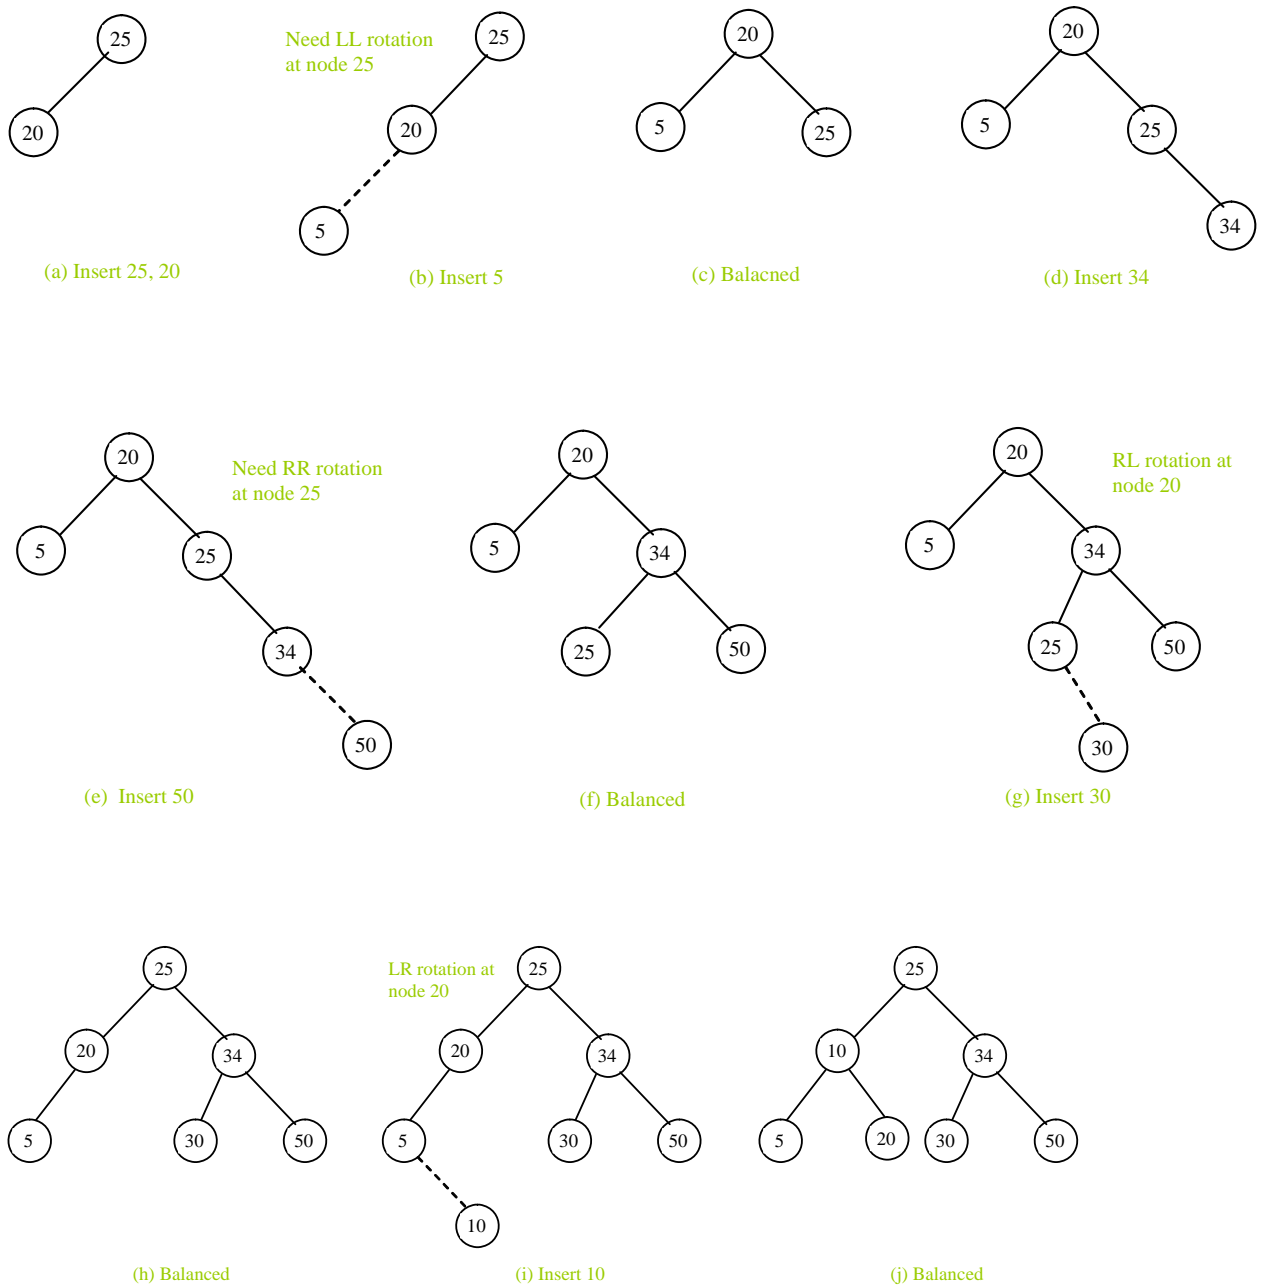 25
20
(a) Insert 25, 20
Need LL rotation
at node 25
25
20
5
(b) Insert 5
20
5
25
(c) Balacned
20
5
25
34
(d) Insert 34
20
5
25
34
50
Need RR rotation
at node 25
(e) Insert 50
20
5
34
25
50
(f) Balanced
20
5
34
25
50
30
RL rotation at
node 20
(g) Insert 30
25
20
34
5
30
50
(h) Balanced
LR rotation at
node 20
25
20
34
5
30
50
10
(i) Insert 10
25
10
34
5
20
30
50
(j) Balanced